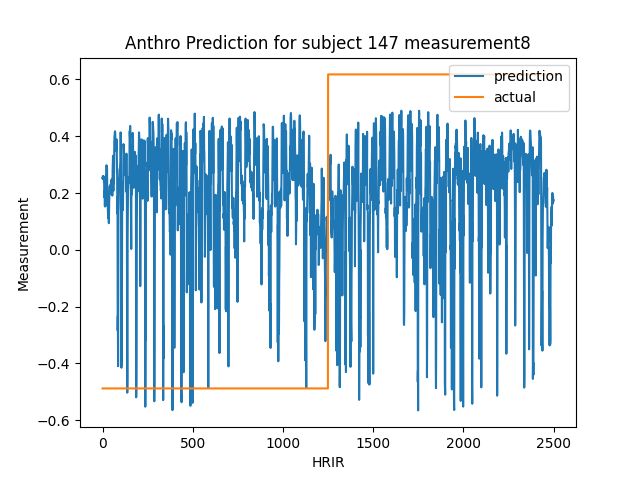 Anthro Prediction for subject 147 measurement8
prediction
actual
Measurement
0.6
0.4
0.2
0.0
−0.2
−0.4
−0.6
0
500
1000
1500
2000
2500
HRIR